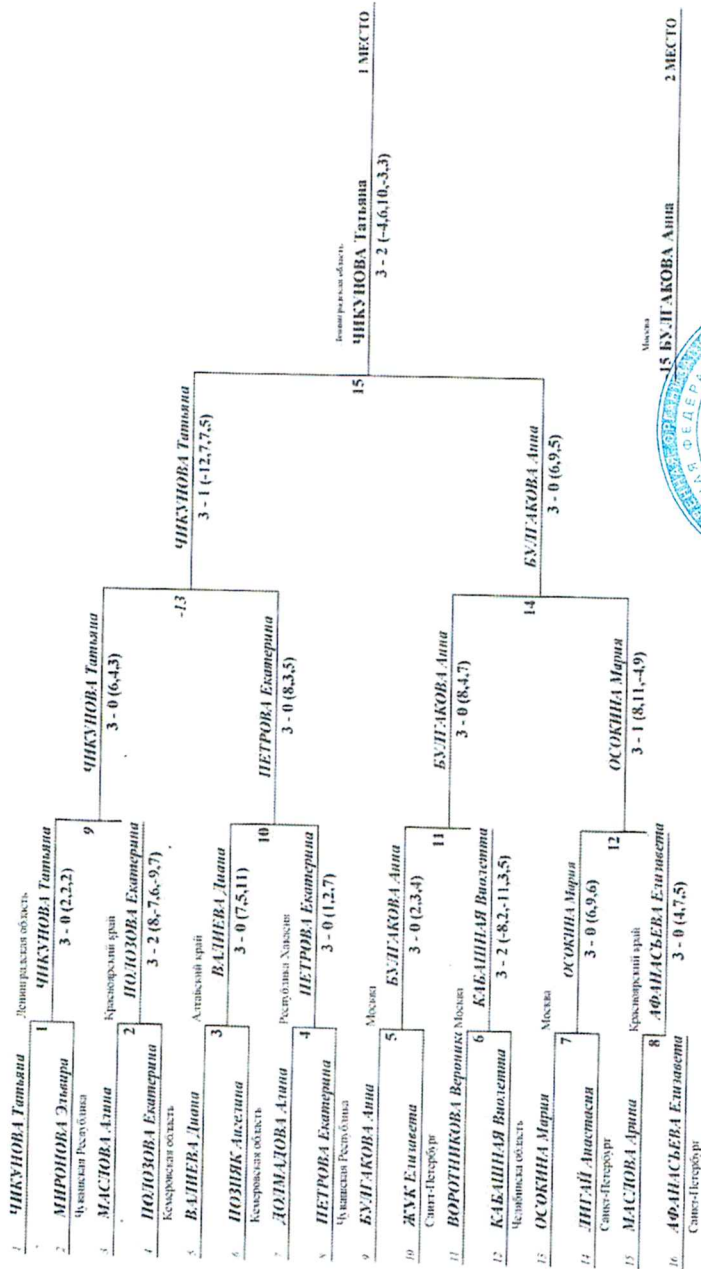 1 ЧИКУНОВА Татьяна
Ленинградская область
1
ЧИКУНОВА Татьяна
3 - 0 (2,2,2)
2 МИРОНОВА Эльвира
Чувашская Республика
3 МАСЛОВА Алина
Красноярский край
2
ПОЛОЗОВА Екатерина
3 - 2 (8,-7,6,-9,7)
4 ПОЛОЗОВА Екатерина
Кемеровская область
9
ЧИКУНОВА Татьяна
3 - 0 (6,4,3)
5 ВАЛИЕВА Диана
Алтайский край
3
ВАЛИЕВА Диана
3 - 0 (7,5,11)
6 ПОЗНЯК Ангелина
Кемеровская область
7 ДОЛМАДОВА Алина
Республика Хакасия
4
ПЕТРОВА Екатерина
3 - 0 (1,2,7)
8 ПЕТРОВА Екатерина
Чувашская Республика
10
ПЕТРОВА Екатерина
3 - 0 (8,3,5)
-13
ЧИКУНОВА Татьяна
3 - 1 (-12,7,7,5)
9 БУЛГАКОВА Анна
Москва
5
БУЛГАКОВА Анна
3 - 0 (2,3,4)
10 ЖУК Елизавета
Санкт-Петербург
11 ВОРОТНИКОВА Вероника
Москва
6
КАБАШНАЯ Виолетта
3 - 2 (-8,2,-11,3,5)
12 КАБАШНАЯ Виолетта
Челябинска область
11
БУЛГАКОВА Анна
3 - 0 (8,4,7)
13 ОСОКИНА Мария
Москва
7
ОСОКИНА Мария
3 - 0 (6,9,6)
14 ЛИГАЙ Анастасия
Санкт-Петербург
15 МАСЛОВА Арина
Красноярский край
8
АФАНАСЬЕВА Елизавета
3 - 0 (4,7,5)
16 АФАНАСЬЕВА Елизавета
Санкт-Петербург
12
ОСОКИНА Мария
3 - 1 (8,11,-4,9)
14
БУЛГАКОВА Анна
3 - 0 (6,9,5)
15
Ленинградская область
ЧИКУНОВА Татьяна
1 МЕСТО
3 - 2 (-4,6,10,-3,3)
Москва
-15 БУЛГАКОВА Анна
2 МЕСТО